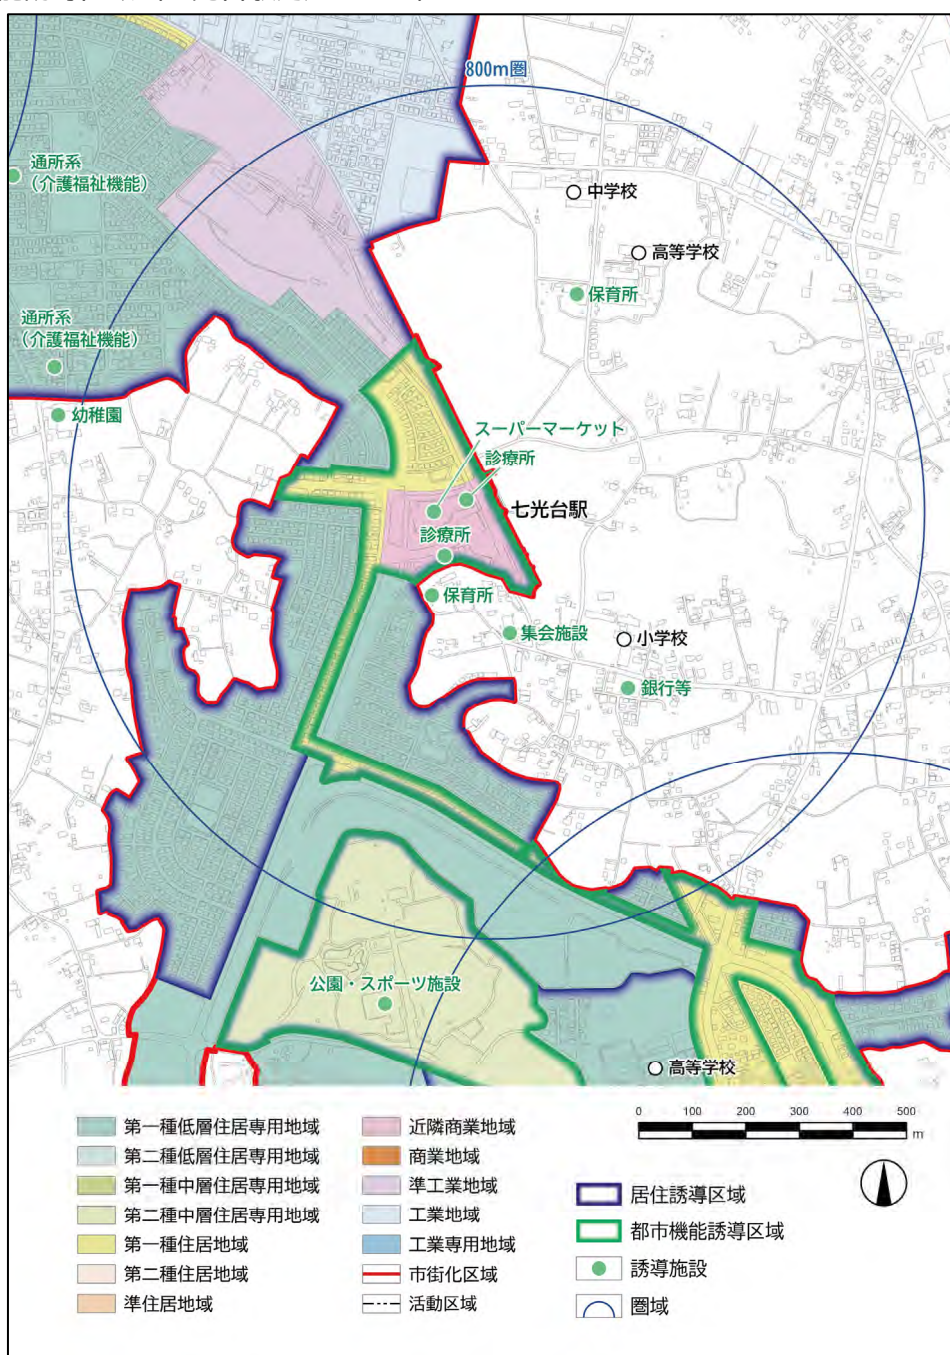 800m圏
通所系
(介護福祉機能)
中学校
高等学校
保育所
通所系
(介護福祉機能)
幼稚園
スーパーマーケット
診療所
七光台駅
診療所
保育所
集会施設
小学校
銀行等
公園・スポーツ施設
高等学校
第一種低層住居専用地域
第二種低層住居専用地域
第一種中層住居専用地域
第二種中層住居専用地域
第一種住居地域
第二種住居地域
準住居地域
近隣商業地域
商業地域
準工業地域
工業地域
工業専用地域
市街化区域
活動区域
0 100 200 300 400 500
m
居住誘導区域
都市機能誘導区域
誘導施設
圏域